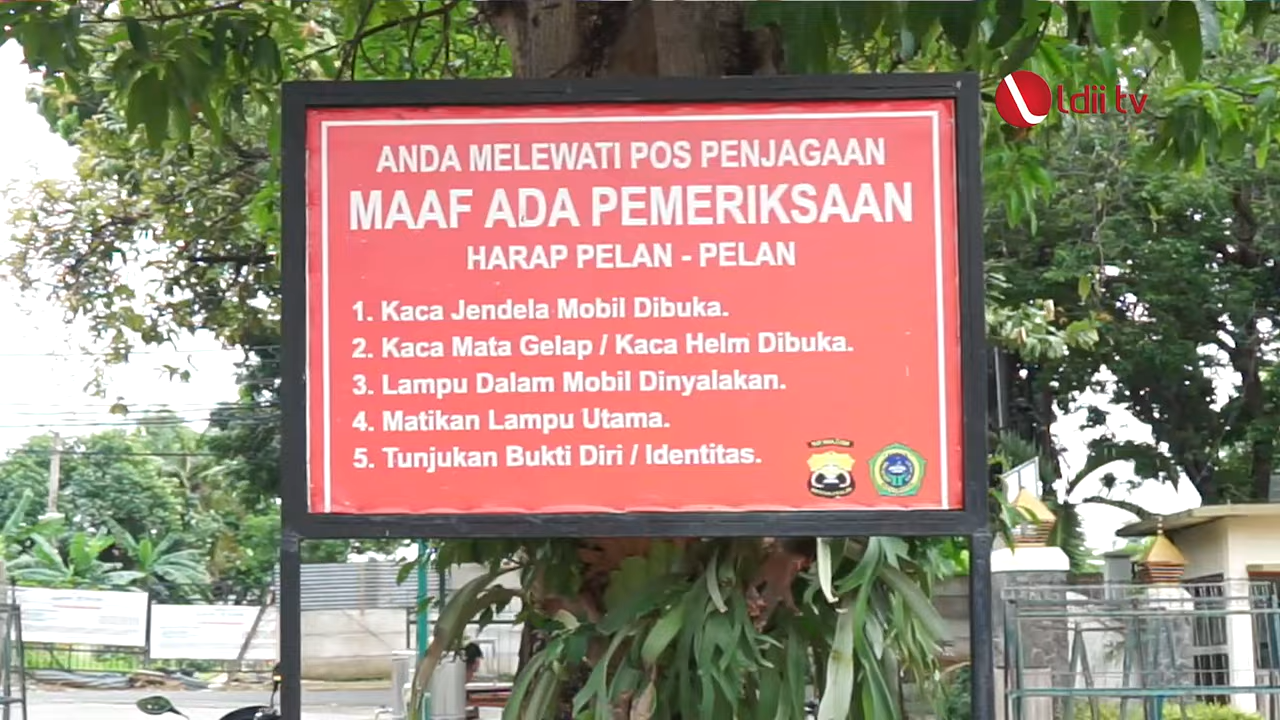 ldii tv
ANDA MELEWATI POS PENJAGAAN
MAAF ADA PEMERIKSAAN
HARAP PELAN - PELAN
1. Kaca Jendela Mobil Dibuka.
2. Kaca Mata Gelap / Kaca Helm Dibuka.
3. Lampu Dalam Mobil Dinyalakan.
4. Matikan Lampu Utama.
5. Tunjukan Bukti Diri / Identitas.